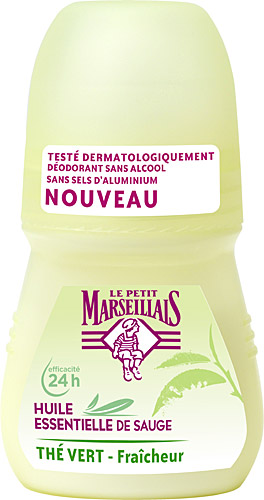 TESTÉ DERMATOLOGIQUEMENT
DÉODORANT SANS ALCOOL
SANS SELS D'ALUMINIUM
NOUVEAU
LE PETIT
MARSEILLAIS
efficacité
24h
HUILE
ESSENTIELLE DE SAUGE
THÉ VERT - Fraîcheur